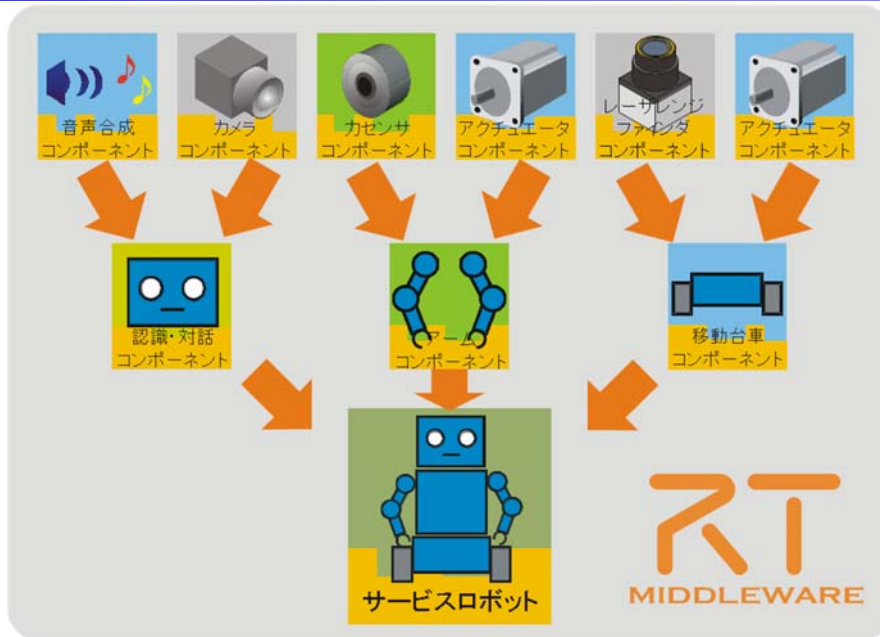 音声合成
コンポーネント
カメラ
コンポーネント
力センサ
コンポーネント
アクチュエータ
コンポーネント
レーザレンジ
ファインダ
コンポーネント
アクチュエータ
コンポーネント
認識・対話
コンポーネント
アーム
コンポーネント
移動台車
コンポーネント
サービスロボット
RT
MIDDLEWARE